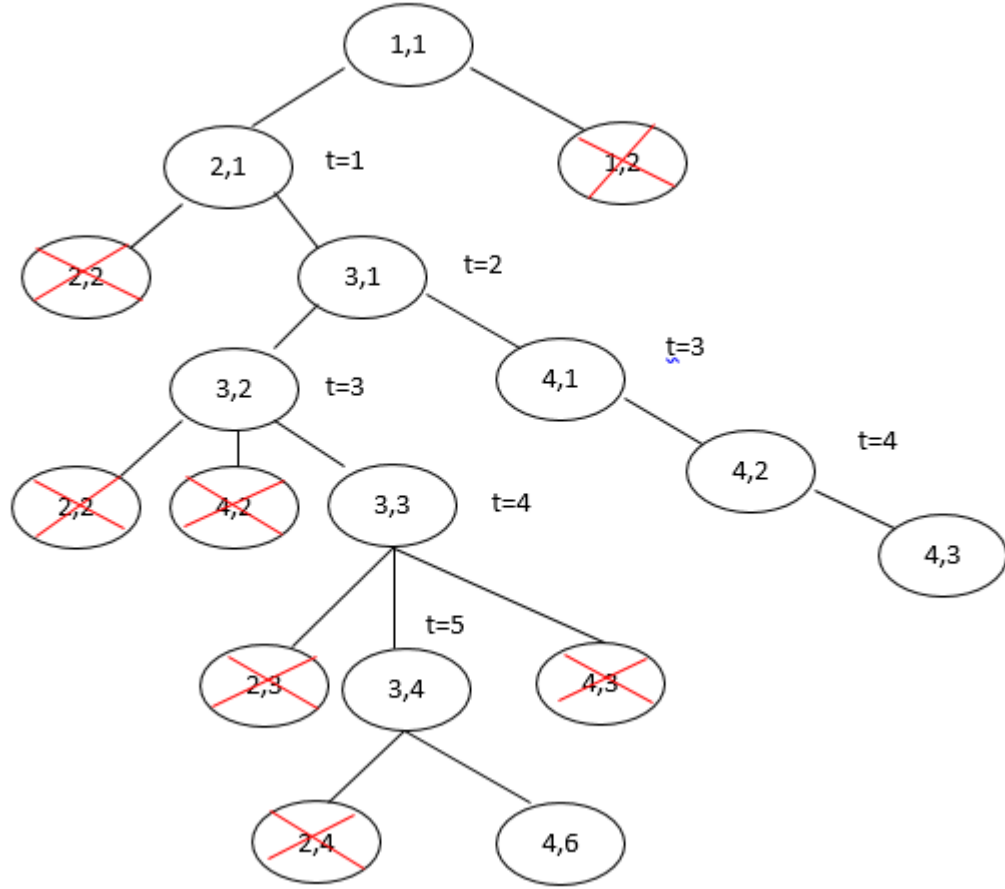 1,1
2,1
t=1
1,2
2,2
3,1
t=2
3,2
t=3
4,1
t=3
4,2
t=4
2,2
4,2
3,3
t=4
4,3
t=5
2,3
3,4
4,3
2,4
4,6